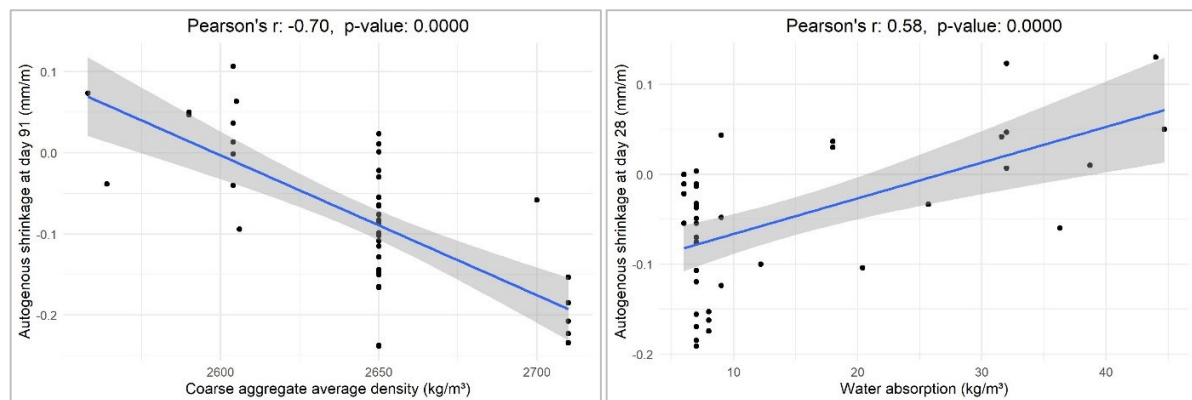 Pearson's r: -0.70,  p-value: 0.0000
Autogenous shrinkage at day 91 (mm/m)
0.1
0.0
-0.1
-0.2
2600
2650
2700
Coarse aggregate average density (kg/m³)
Pearson's r: 0.58,  p-value: 0.0000
Autogenous shrinkage at day 28 (mm/m)
0.1
0.0
-0.1
-0.2
10
20
30
40
Water absorption (kg/m³)